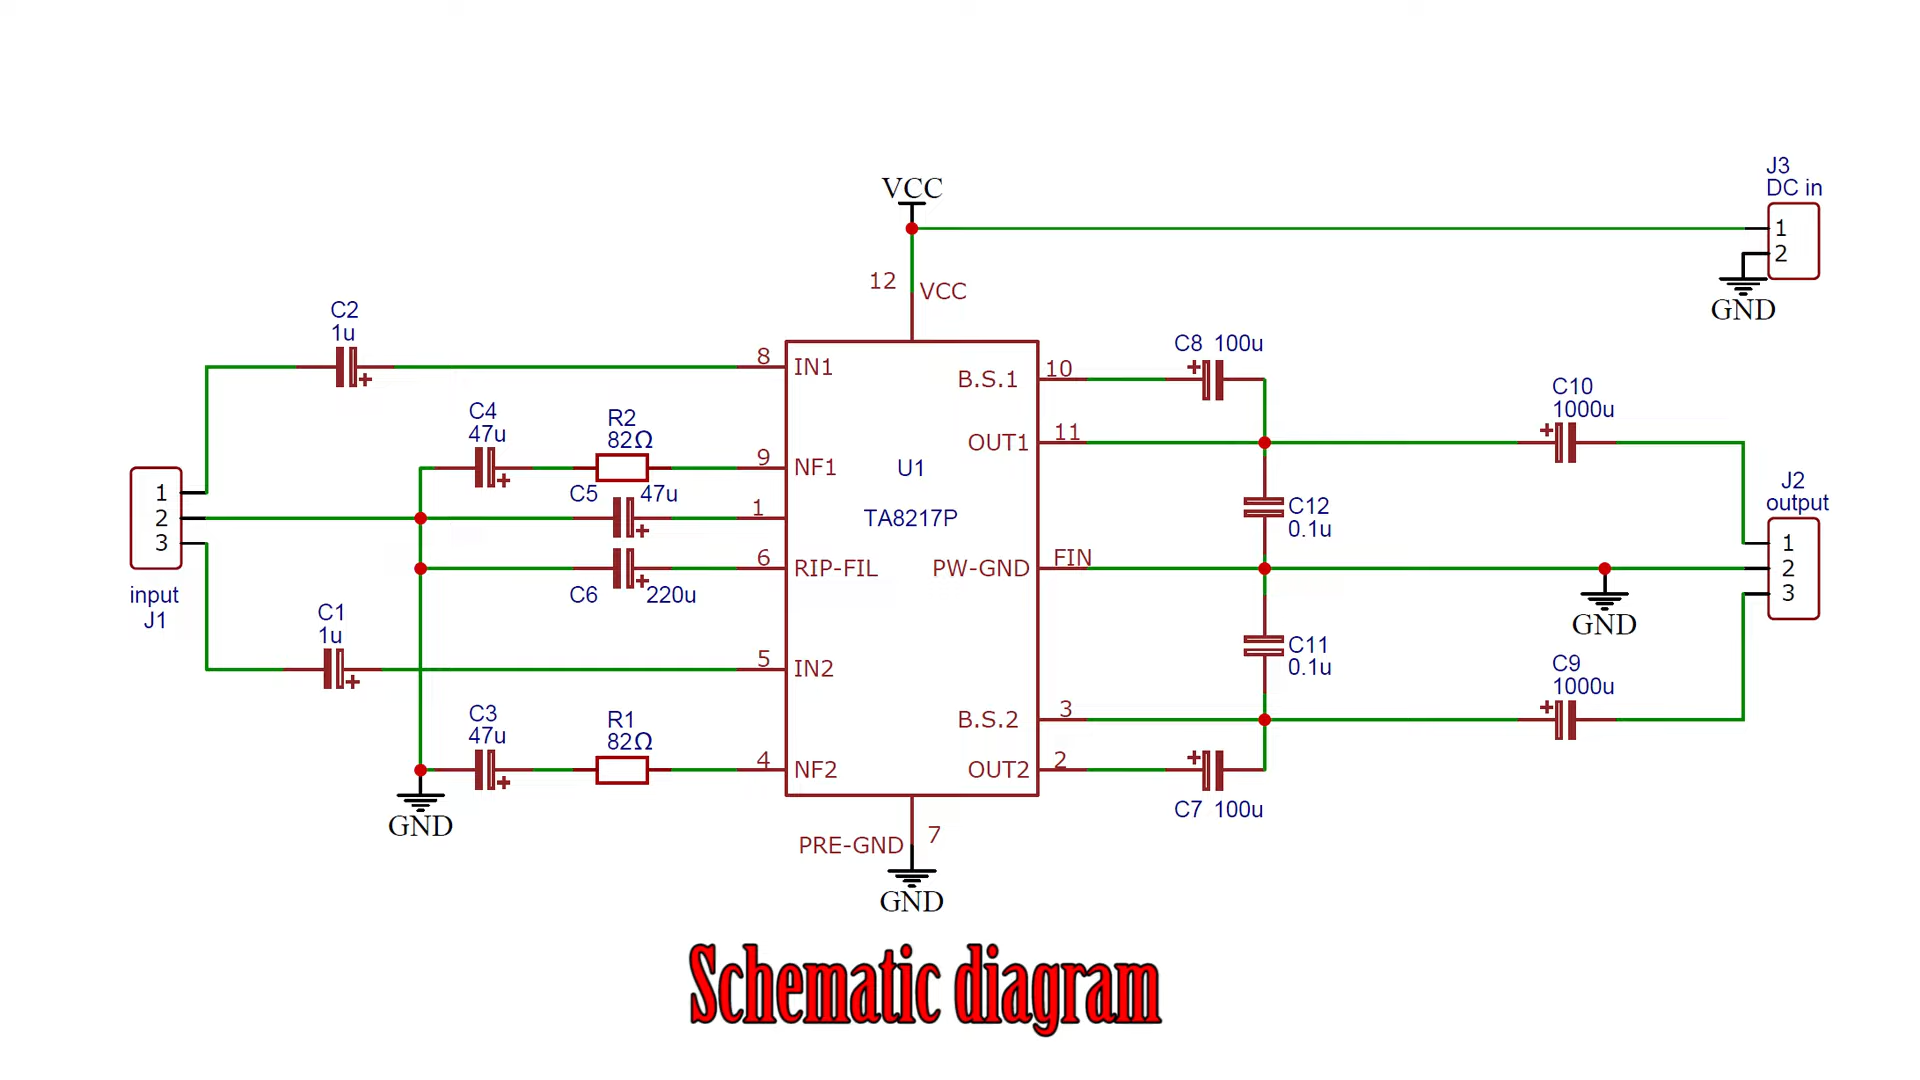 J3
DC in
1
2
GND
VCC
12
VCC
C2
1u
8
IN1
C4
47u
R2
82Ω
9
NF1
C5
47u
1
6
RIP-FIL
C6
220u
1
2
3
input
J1
C1
1u
5
IN2
C3
47u
R1
82Ω
4
NF2
GND
U1
TA8217P
B.S.1
10
C8 100u
OUT1
11
C10
1000u
C12
0.1u
PW-GND
FIN
GND
J2
output
1
2
3
C11
0.1u
C9
1000u
B.S.2
3
OUT2
2
C7 100u
PRE-GND
7
GND
Schematic diagram